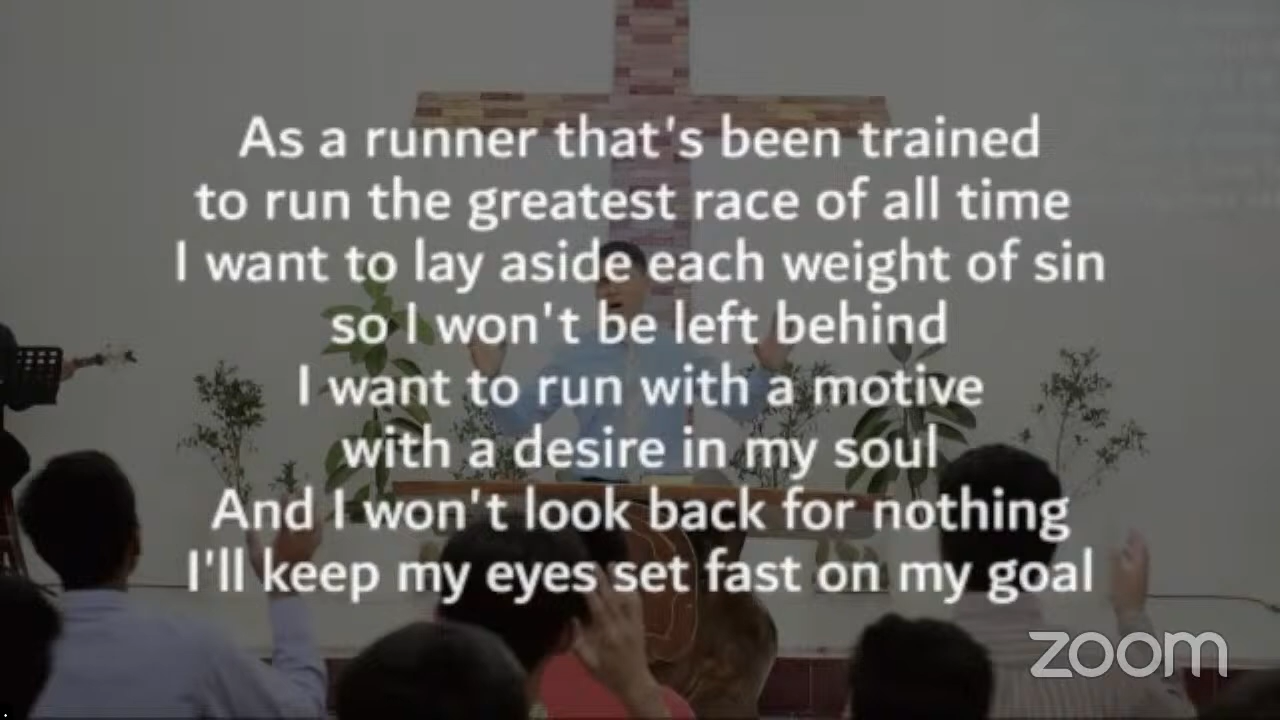 As a runner that's been trained
to run the greatest race of all time
I want to lay aside each weight of sin
so I won't be left behind
I want to run with a motive
with a desire in my soul
And I won't look back for nothing
I'll keep my eyes set fast on my goal
zoom